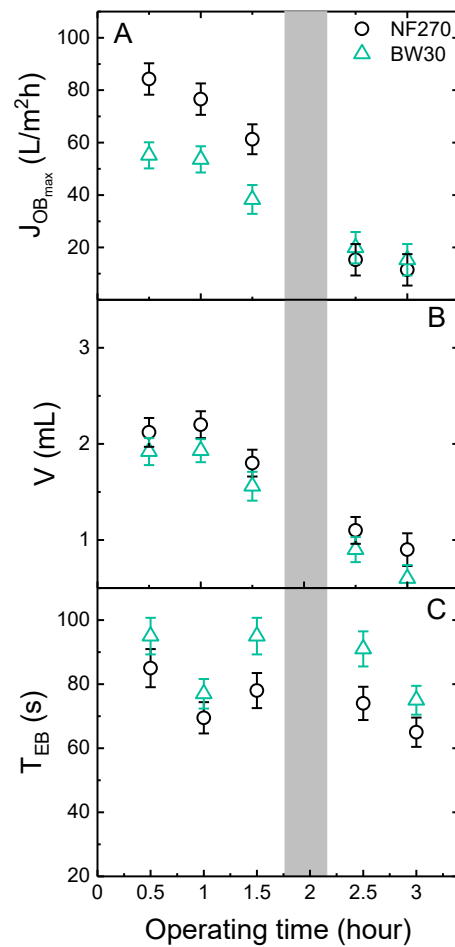 A
NF270
BW30
100
80
60
40
20
J_OBmax (L/m²h)
B
3
2
1
V (mL)
C
100
80
60
40
20
T_EB (s)
0 0.5 1 1.5 2 2.5 3
Operating time (hour)